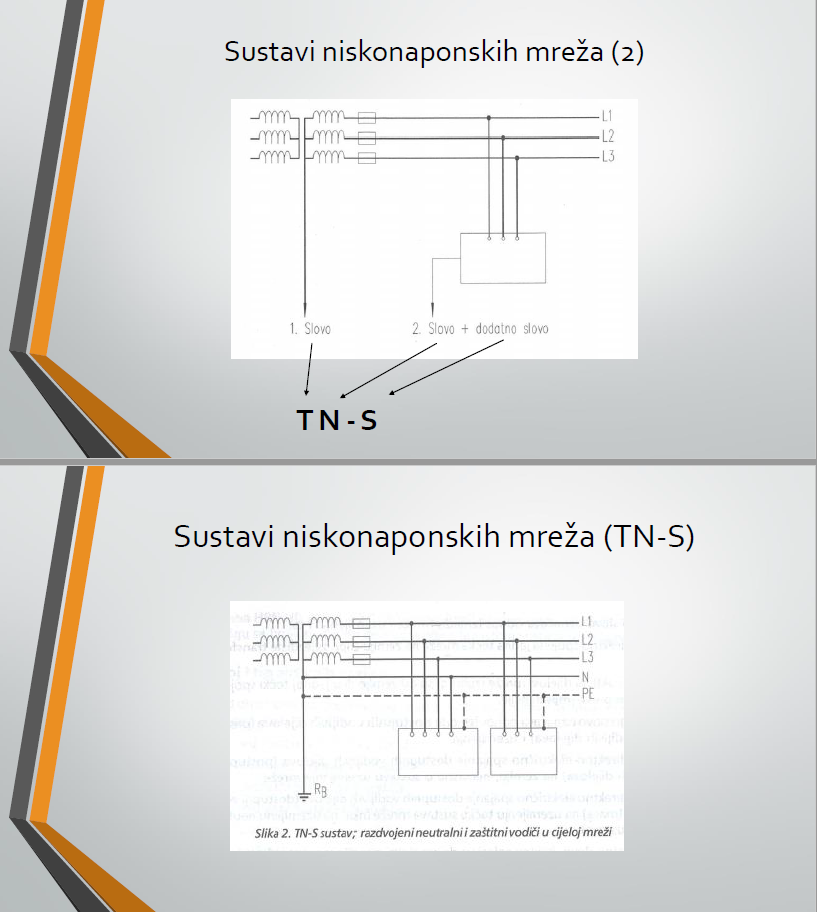 Sustavi niskonaponskih mreža (2)
L1
L2
L3
1. Slovo
2. Slovo + dodatno slovo
TN-S
Sustavi niskonaponskih mreža (TN-S)
L1
L2
L3
N
PE
RB
Slika 2. TN-S sustav; razdvojeni neutralni i zaštitni vodiči u cijeloj mreži